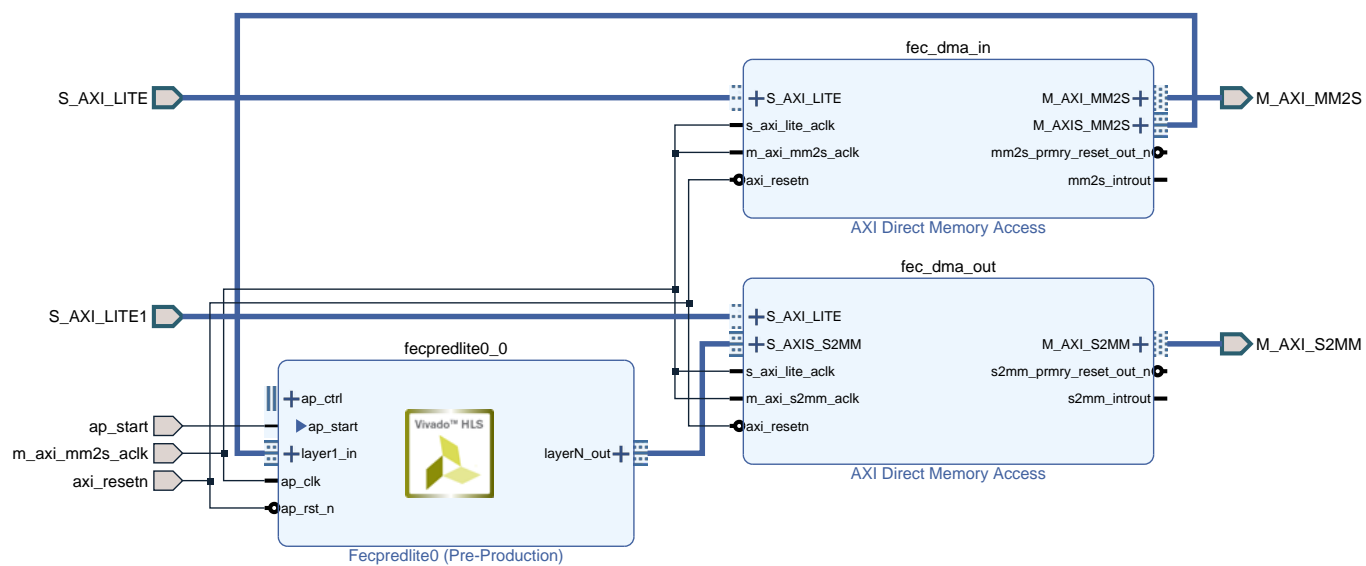 fec_dma_in
S_AXI_LITE
S_AXI_LITE
M_AXI_MM2S
M_AXI_MM2S
s_axi_lite_aclk
M_AXIS_MM2S
m_axi_mm2s_aclk
mm2s_prmry_reset_out_n
axi_resetn
mm2s_introut
AXI Direct Memory Access
fec_dma_out
S_AXI_LITE1
S_AXI_LITE
S_AXIS_S2MM
M_AXI_S2MM
M_AXI_S2MM
s_axi_lite_aclk
s2mm_prmry_reset_out_n
m_axi_s2mm_aclk
s2mm_introut
axi_resetn
AXI Direct Memory Access
fecpredlite0_0
ap_ctrl
Vivado™ HLS
ap_start
ap_start
m_axi_mm2s_aclk
layer1_in
layerN_out
axi_resetn
ap_clk
ap_rst_n
Fecpredlite0 (Pre-Production)